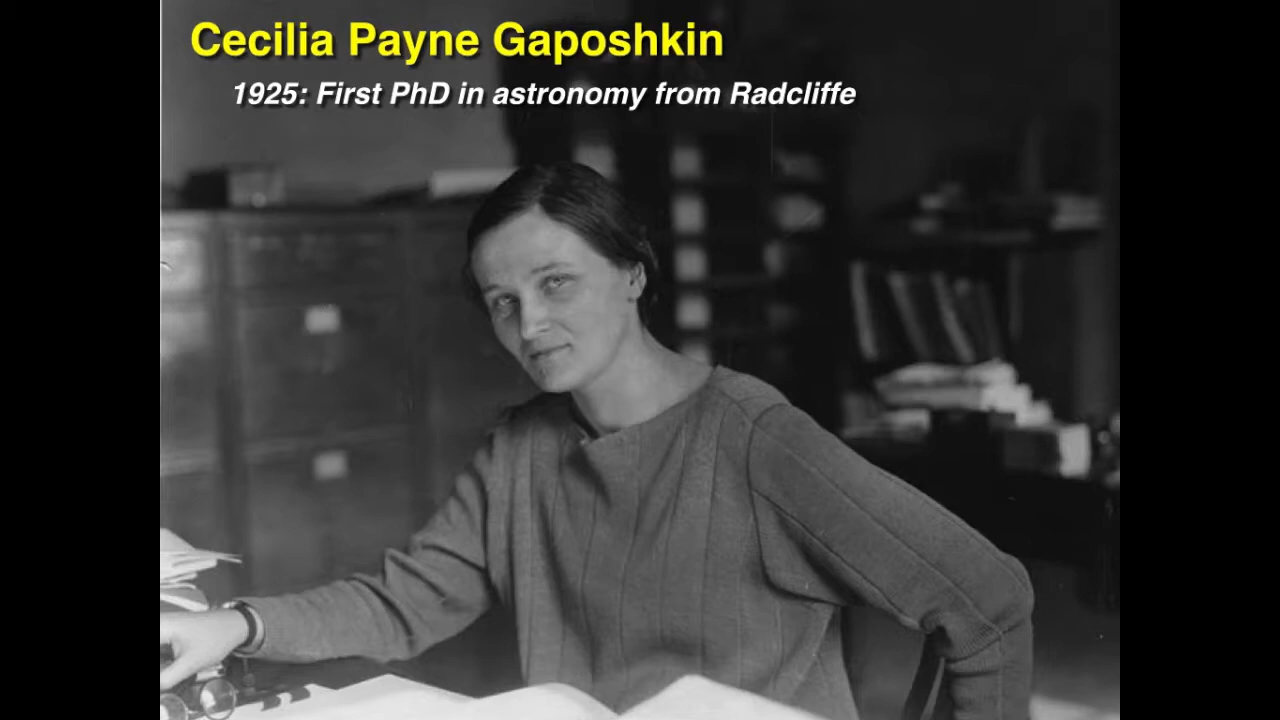 Cecilia Payne Gaposhkin
1925: First PhD in astronomy from Radcliffe